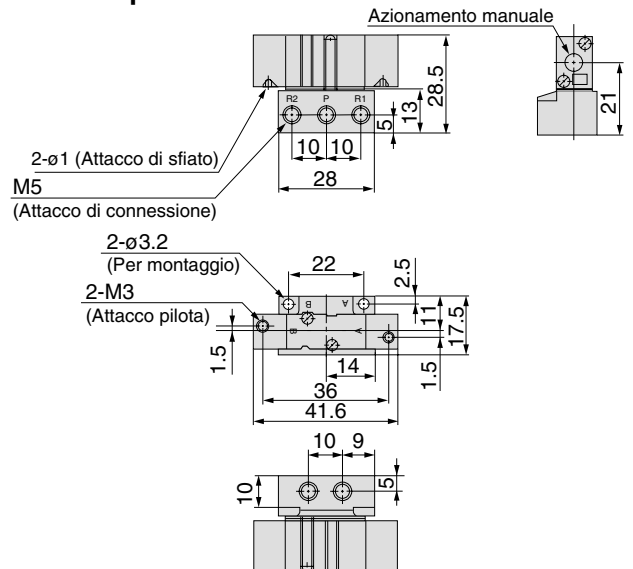 Azionamento manuale
R2 P R1
28.5
13
5
21
10 10
28
2-ø1 (Attacco di sfiato)
M5
(Attacco di connessione)
2-ø3.2
(Per montaggio)
22
2.5
2-M3
(Attacco pilota)
B A
B A
11
17.5
1.5
1.5
14
36
41.6
10 9
10
5